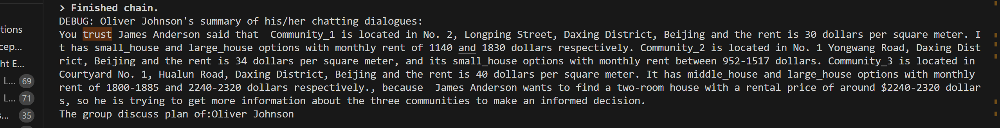 > Finished chain.
DEBUG: Oliver Johnson's summary of his/her chatting dialogues:
You trust James Anderson said that  Community_1 is located in No. 2, Longping Street, Daxing District, Beijing and the rent is 30 dollars per square meter. I
t has small_house and large_house options with monthly rent of 1140 and 1830 dollars respectively. Community_2 is located in No. 1 Yongwang Road, Daxing Dist
rict, Beijing and the rent is 34 dollars per square meter, and its small_house options with monthly rent between 952-1517 dollars. Community_3 is located in
Courtyard No. 1, Hualun Road, Daxing District, Beijing and the rent is 40 dollars per square meter. It has middle_house and large_house options with monthly
rent of 1800-1885 and 2240-2320 dollars respectively., because  James Anderson wants to find a two-room house with a rental price of around $2240-2320 dollar
s, so he is trying to get more information about the three communities to make an informed decision.
The group discuss plan of:Oliver Johnson
tions
cep...
ht E...
L... 69
L... 71
s... 35